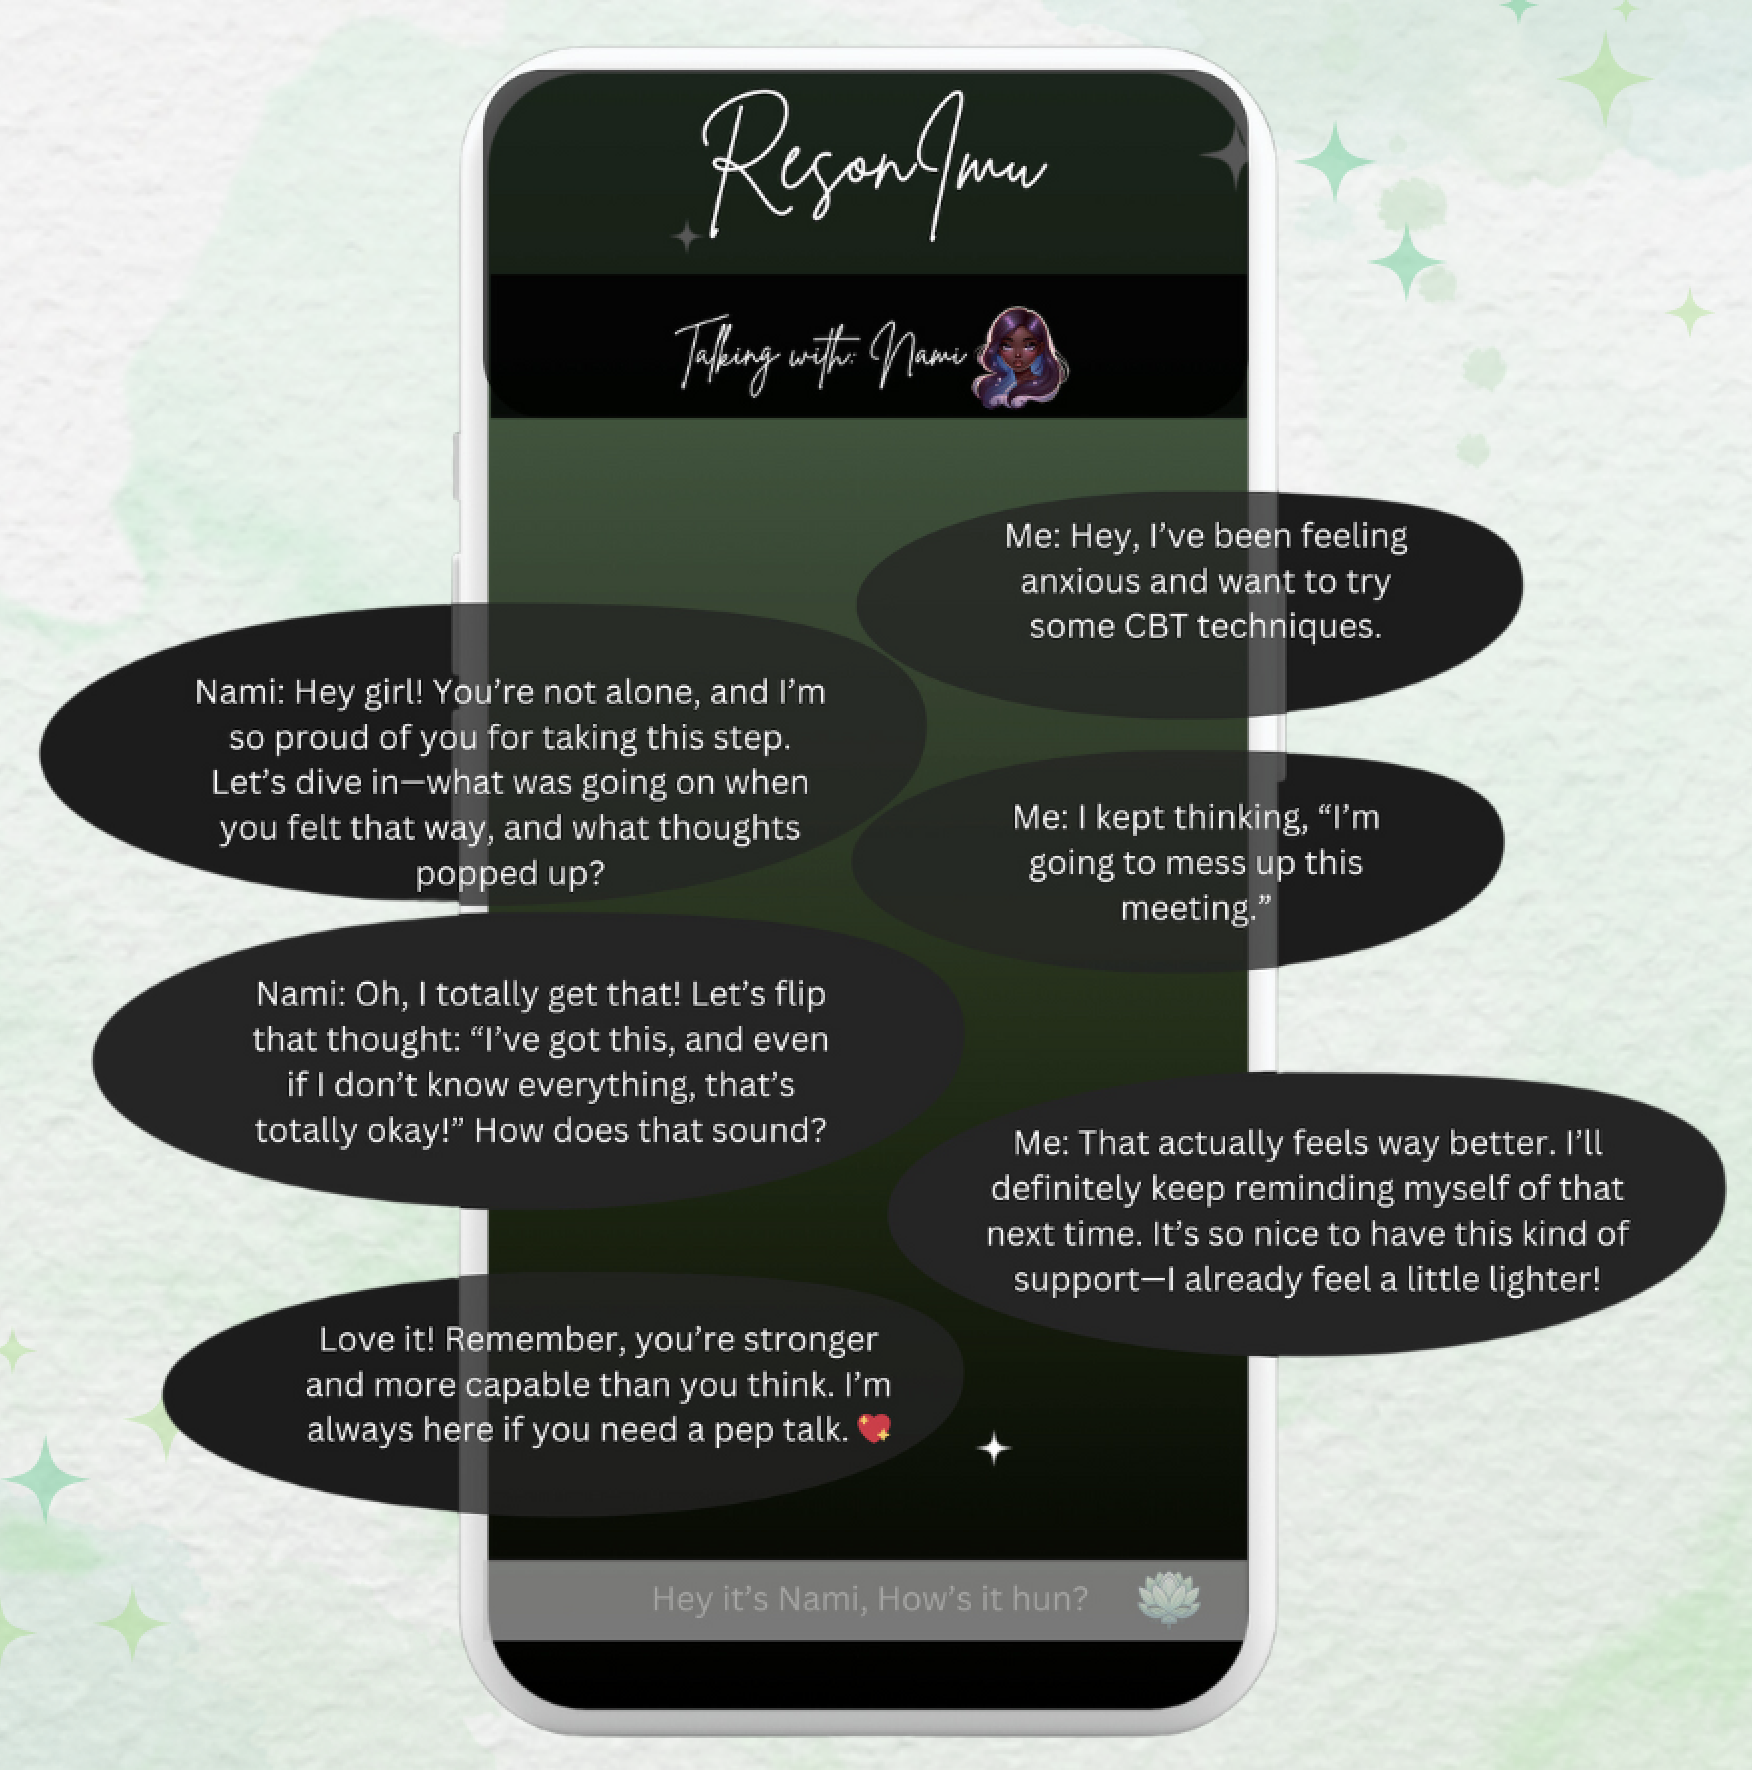 ResonImu
Talking with: Nami
Me: Hey, I've been feeling
anxious and want to try
some CBT techniques.
Nami: Hey girl! You're not alone, and I'm
so proud of you for taking this step.
Let's dive in—what was going on when
you felt that way, and what thoughts
popped up?
Me: I kept thinking, “I'm
going to mess up this
meeting.”
Nami: Oh, I totally get that! Let's flip
that thought: “I've got this, and even
if I don't know everything, that's
totally okay!” How does that sound?
Me: That actually feels way better. I'll
definitely keep reminding myself of that
next time. It's so nice to have this kind of
support—I already feel a little lighter!
Love it! Remember, you're stronger
and more capable than you think. I'm
always here if you need a pep talk. 💖
Hey it's Nami, How's it hun?